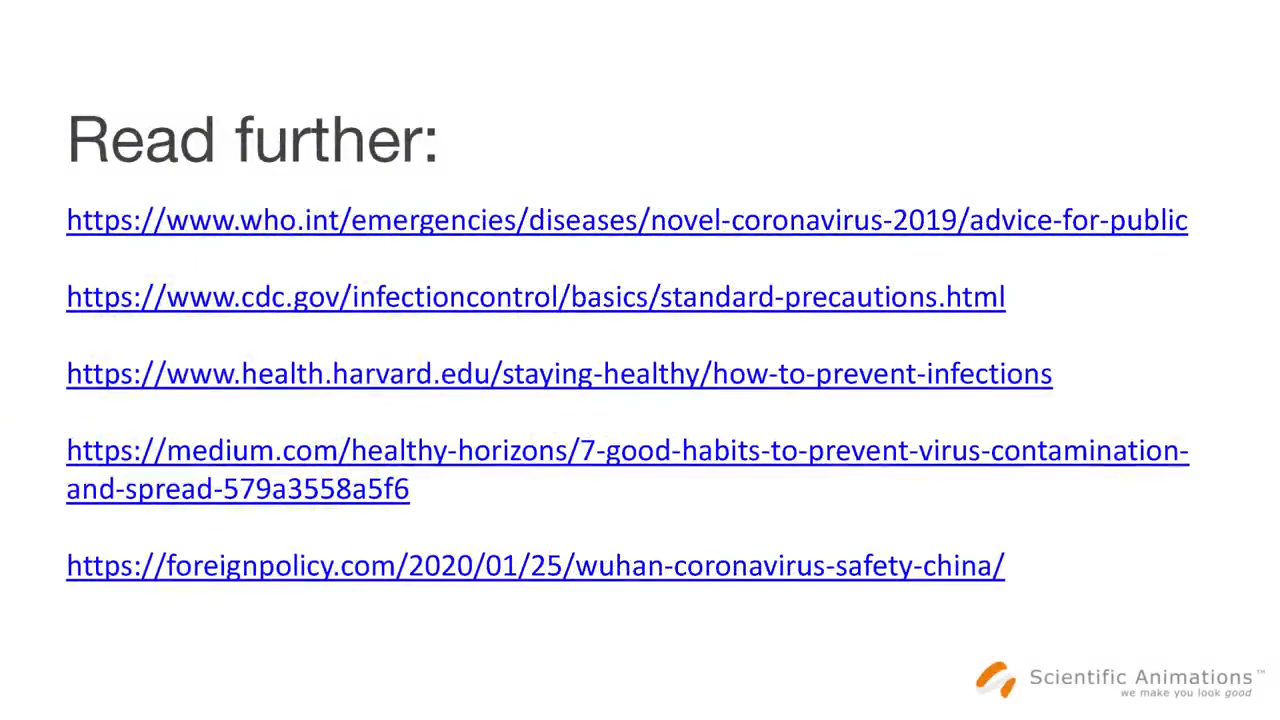 Read further:
https://www.who.int/emergencies/diseases/novel-coronavirus-2019/advice-for-public
https://www.cdc.gov/infectioncontrol/basics/standard-precautions.html
https://www.health.harvard.edu/staying-healthy/how-to-prevent-infections
https://medium.com/healthy-horizons/7-good-habits-to-prevent-virus-contamination-
and-spread-579a3558a5f6
https://foreignpolicy.com/2020/01/25/wuhan-coronavirus-safety-china/
Scientific Animations™
we make you look good